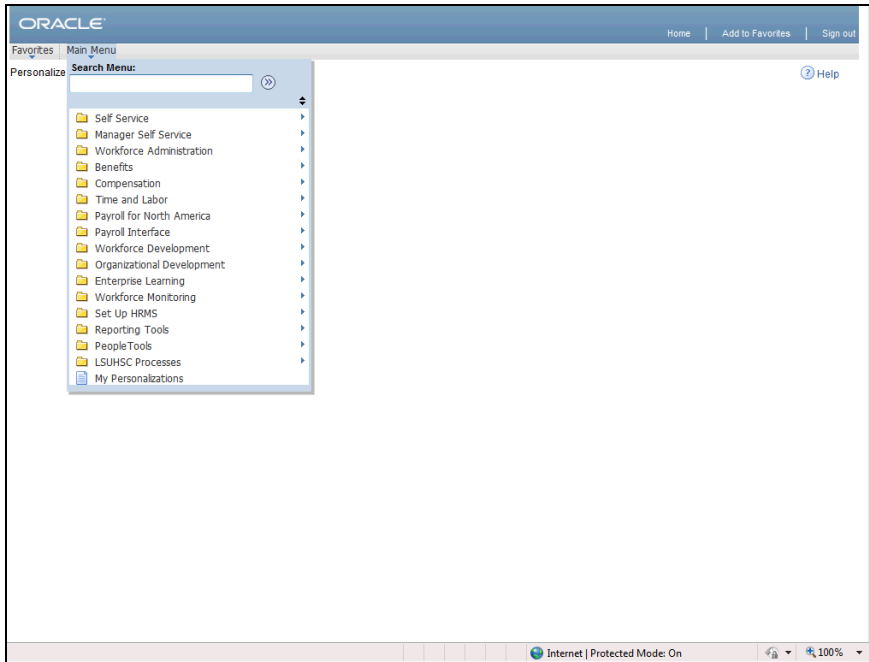 ORACLE
Home | Add to Favorites | Sign out
Favorites Main Menu
Personalize
Search Menu:
Help
Self Service
Manager Self Service
Workforce Administration
Benefits
Compensation
Time and Labor
Payroll for North America
Payroll Interface
Workforce Development
Organizational Development
Enterprise Learning
Workforce Monitoring
Set Up HRMS
Reporting Tools
PeopleTools
LSUHSC Processes
My Personalizations
Internet | Protected Mode: On
100%